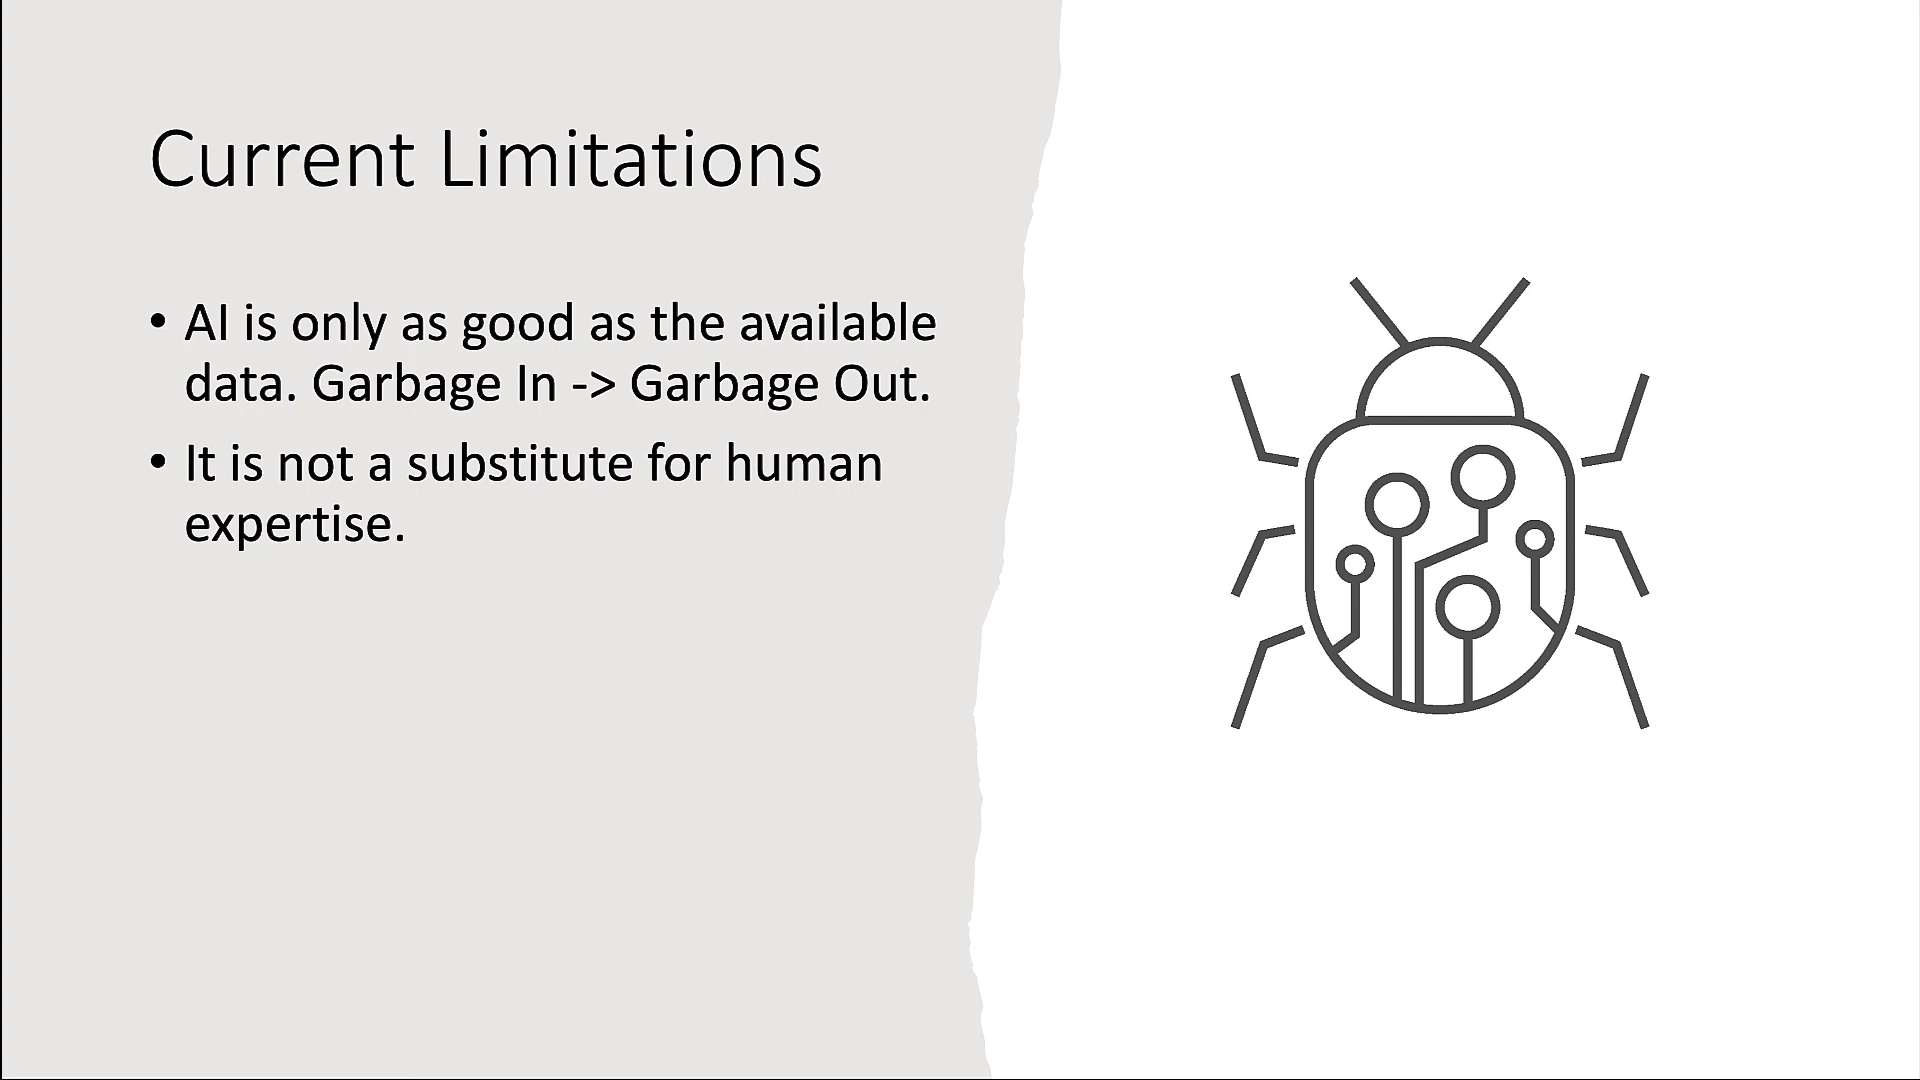 Current Limitations
• AI is only as good as the available
data. Garbage In -> Garbage Out.
• It is not a substitute for human
expertise.